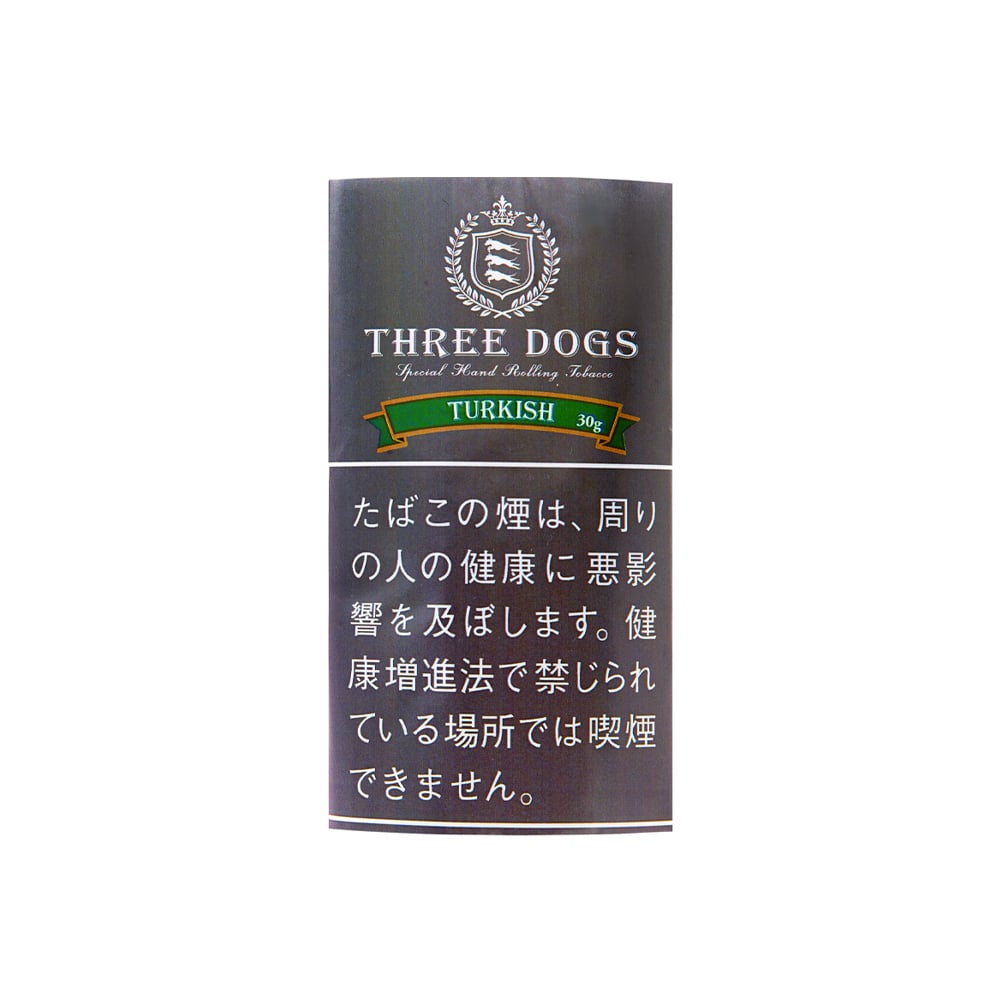 THREE DOGS
Special Hand Rolling Tobacco
TURKISH 30g
たばこの煙は、周り
の人の健康に悪影
響を及ぼします。健
康増進法で禁じられ
ている場所では喫煙
できません。